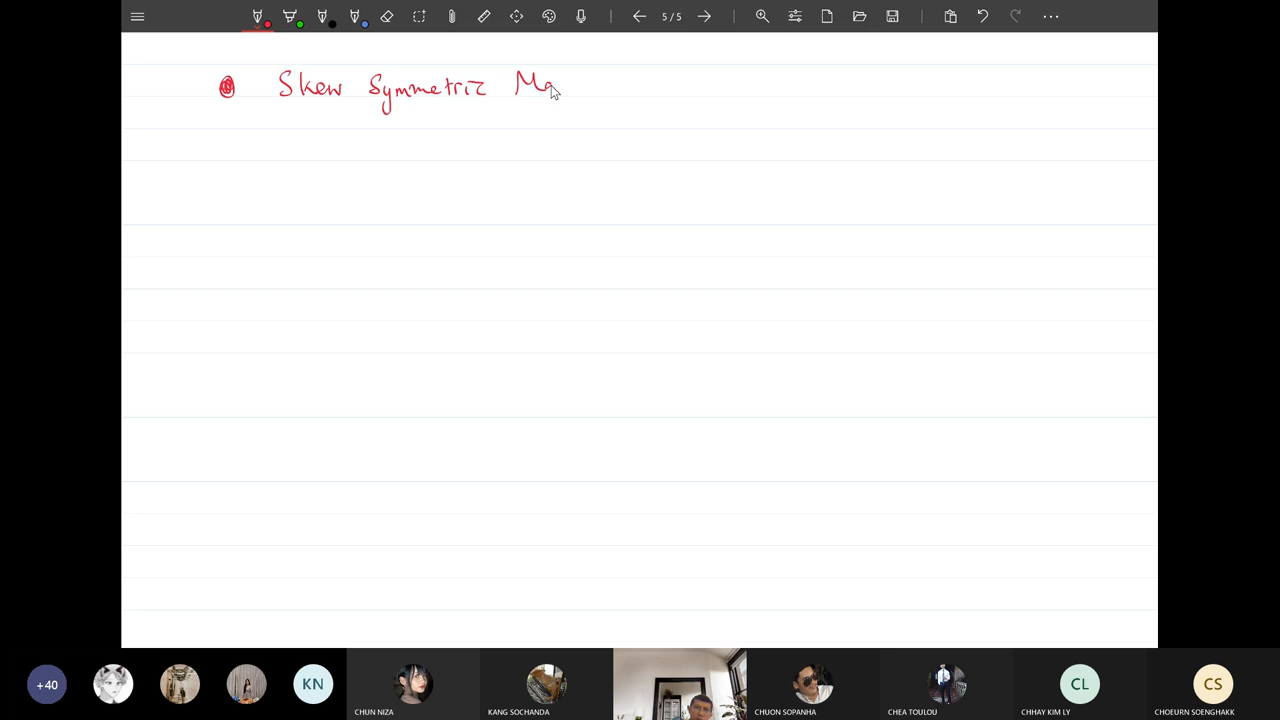 5 / 5
Skew Symmetric Ma
+40
KN
CL
CS
CHUN NIZA
KANG SOCHANDA
CHUON SOPANHA
CHEA TOULOU
CHHAY KIM LY
CHOEURN SOENGHAKK